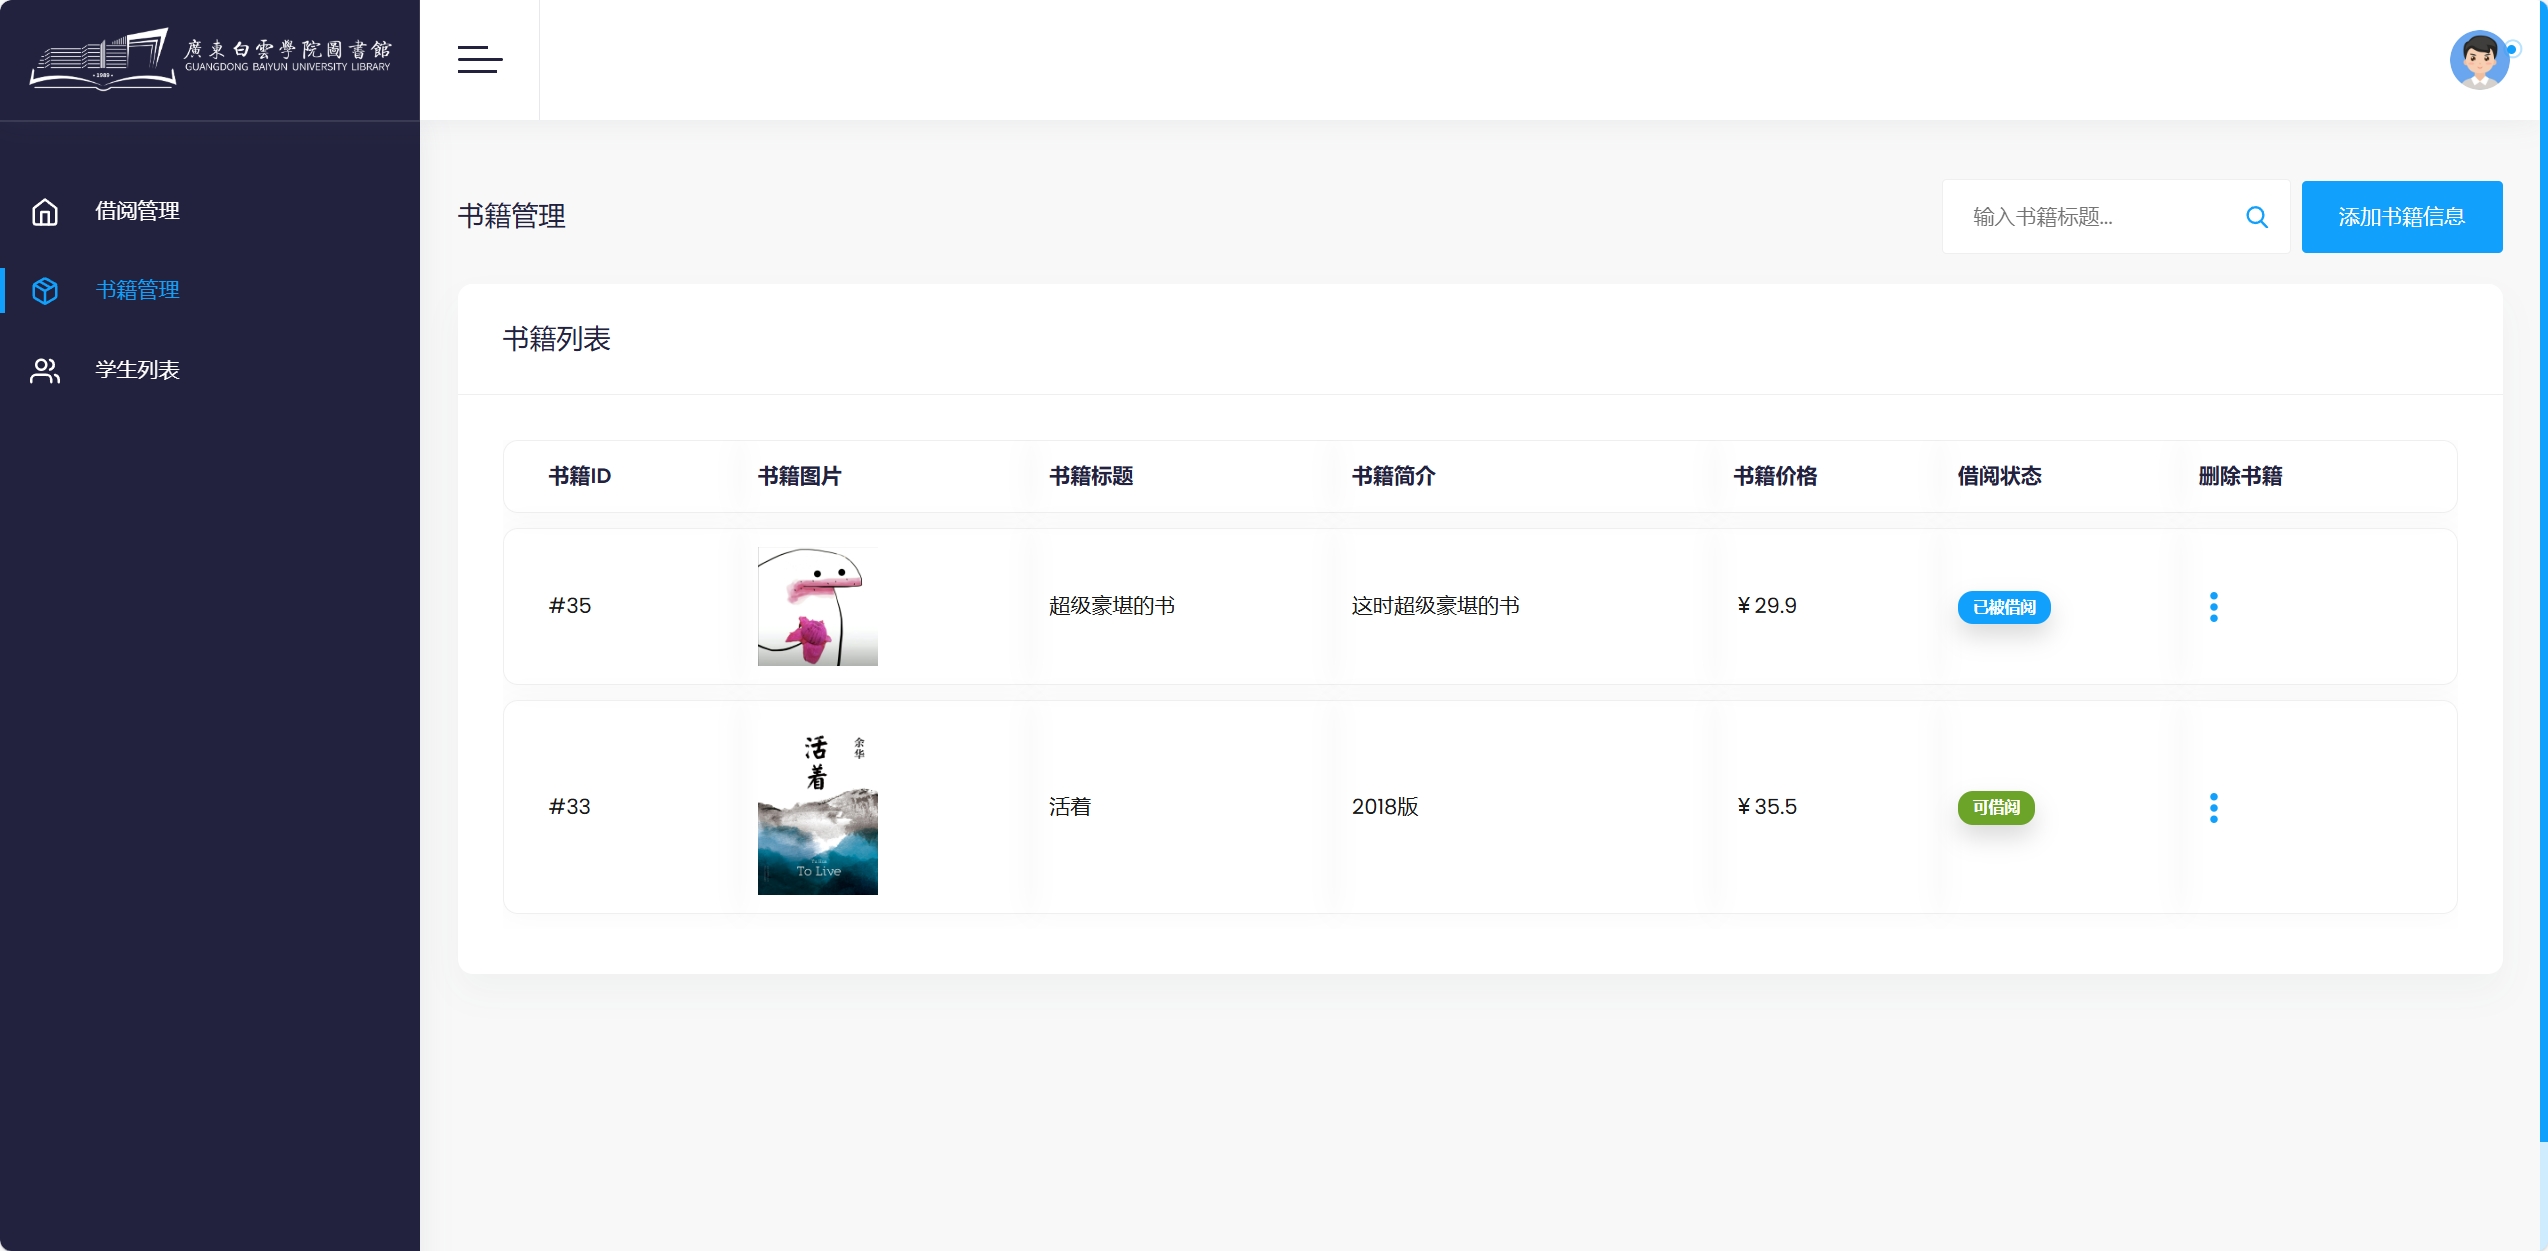 廣東白雲學院圖書館
GUANGDONG BAIYUN UNIVERSITY LIBRARY
•1989•
借阅管理
书籍管理
学生列表
书籍管理
输入书籍标题...
添加书籍信息
书籍列表
书籍ID 书籍图片 书籍标题 书籍简介 书籍价格 借阅状态 删除书籍
#35 超级豪堪的书 这时超级豪堪的书 ¥29.9 已被借阅
活着
余华
To Live
#33 活着 2018版 ¥35.5 可借阅